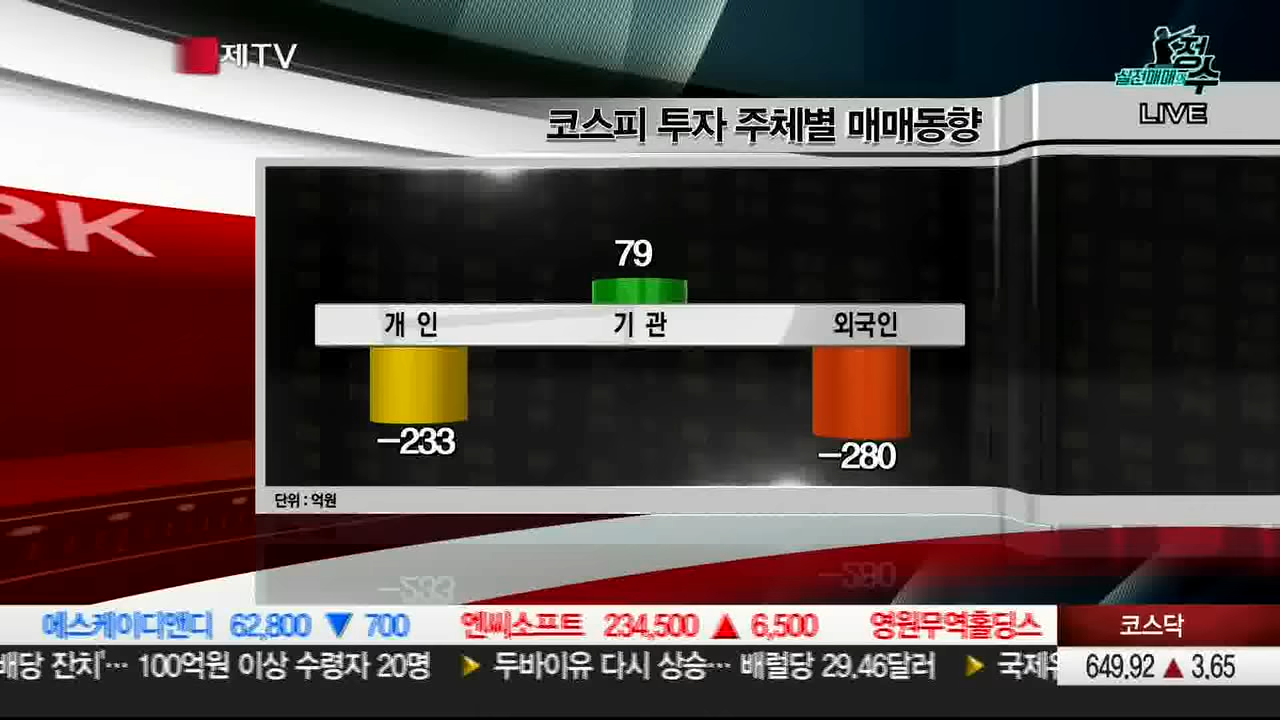 제TV
실전매매의 정수
LIVE
코스피 투자 주체별 매매동향
RK
79
개 인 기 관 외국인
-233
-280
단위 : 억원
에스케이디앤디 62,800 ▼ 700 엔씨소프트 234,500 ▲ 6,500 영원무역홀딩스 코스닥
배당 잔치'… 100억원 이상 수령자 20명 ▶ 두바이유 다시 상승… 배럴당 29.46달러 ▶ 국제유 649.92 ▲ 3.65